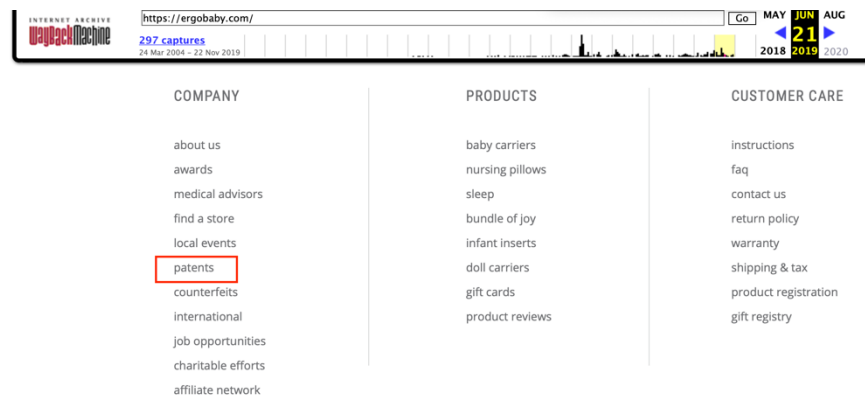 INTERNET ARCHIVE
WayBackMachine
https://ergobaby.com/
Go
297 captures
24 Mar 2004 – 22 Nov 2019
MAY JUN AUG
21
2018 2019 2020
COMPANY
about us
awards
medical advisors
find a store
local events
patents
counterfeits
international
job opportunities
charitable efforts
affiliate network
PRODUCTS
baby carriers
nursing pillows
sleep
bundle of joy
infant inserts
doll carriers
gift cards
product reviews
CUSTOMER CARE
instructions
faq
contact us
return policy
warranty
shipping & tax
product registration
gift registry